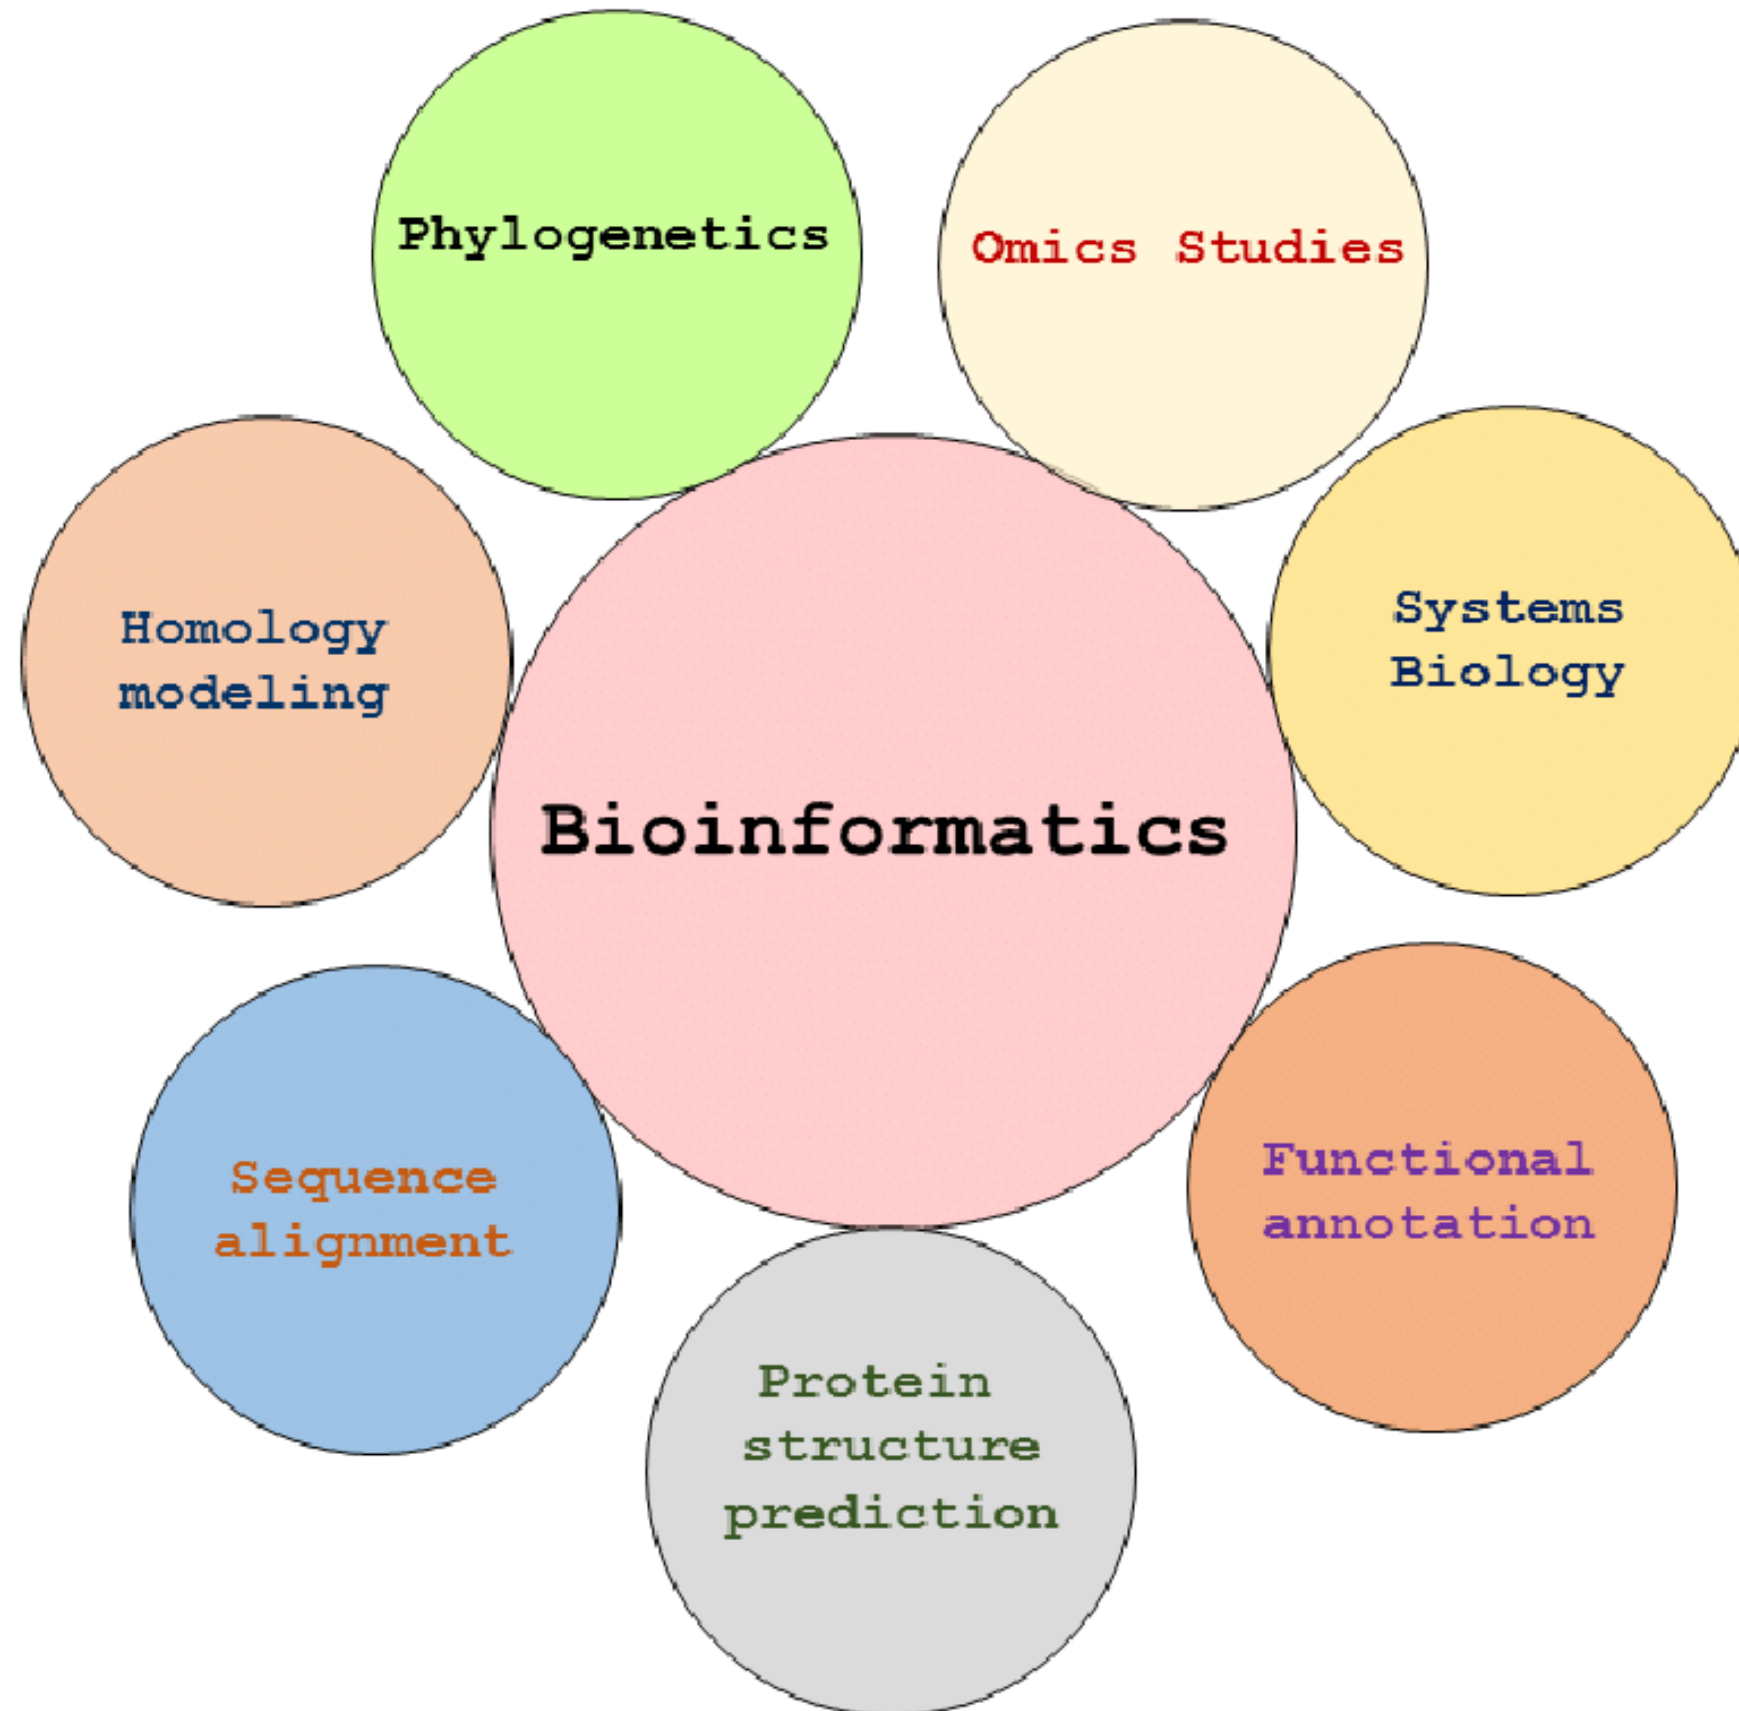 Phylogenetics
Omics Studies
Homology
modeling
Systems
Biology
Bioinformatics
Sequence
alignment
Functional
annotation
Protein
structure
prediction